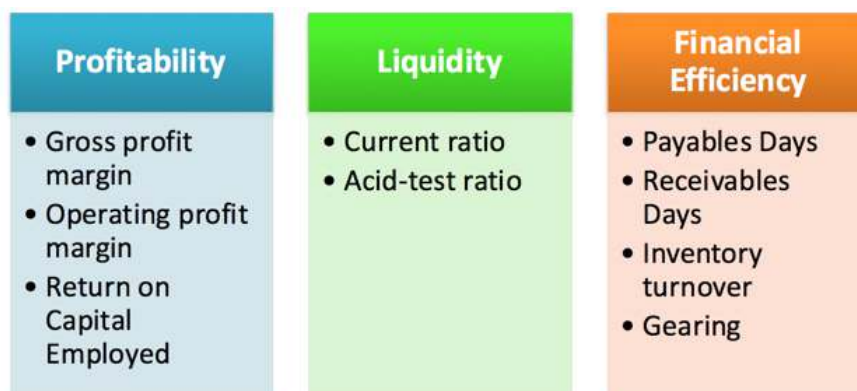 Profitability
• Gross profit
margin
• Operating profit
margin
• Return on
Capital
Employed
Liquidity
• Current ratio
• Acid-test ratio
Financial
Efficiency
• Payables Days
• Receivables
Days
• Inventory
turnover
• Gearing